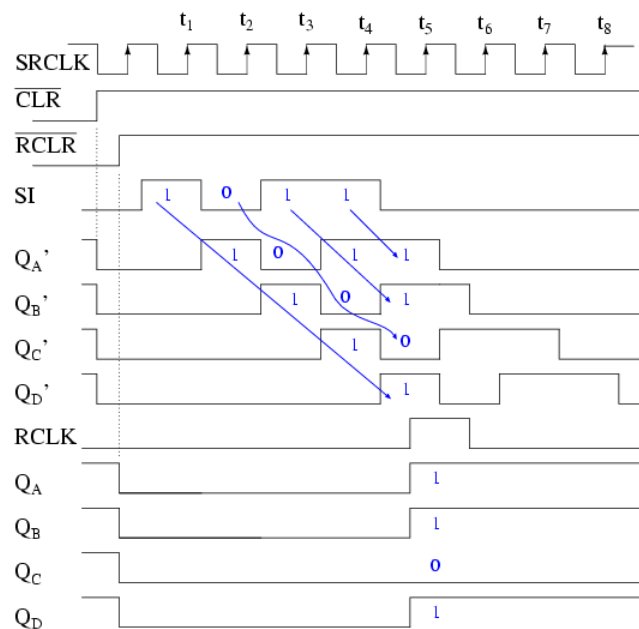 t1 t2 t3 t4 t5 t6 t7 t8
SRCLK
CLR
RCLR
SI 1 0 1 1
QA' 1 0 1 1
QB' 1 0 1
QC' 1 0
QD' 1
RCLK
QA 1
QB 1
QC 0
QD 1